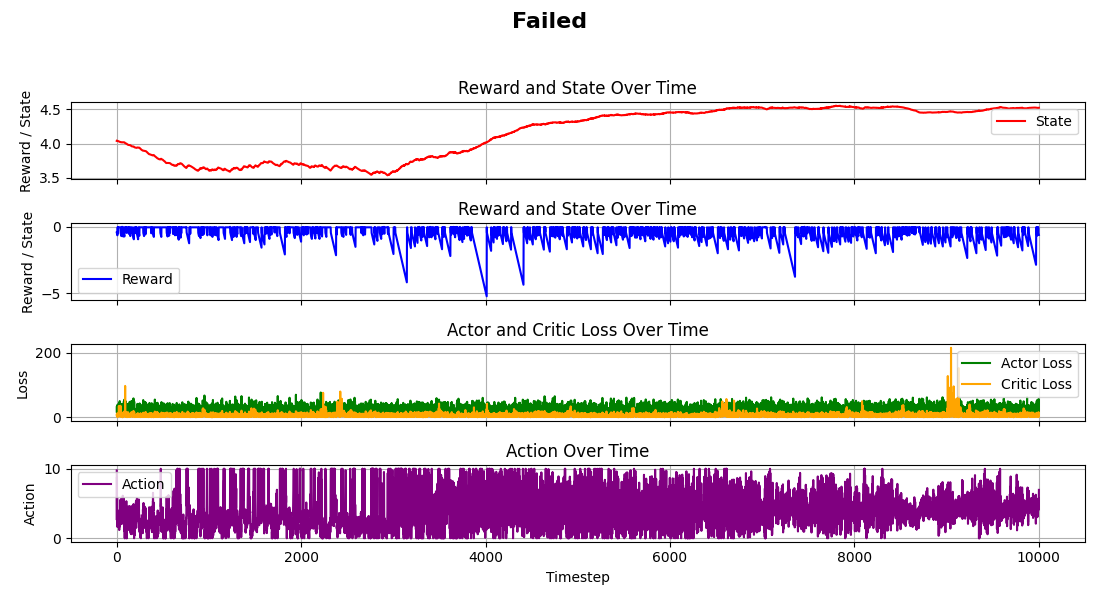 Failed
Reward and State Over Time
Reward / State
4.5
4.0
3.5
State
Reward and State Over Time
Reward / State
0
−5
Reward
Actor and Critic Loss Over Time
Loss
200
0
Actor Loss
Critic Loss
Action Over Time
Action
10
0
Action
0 2000 4000 6000 8000 10000
Timestep